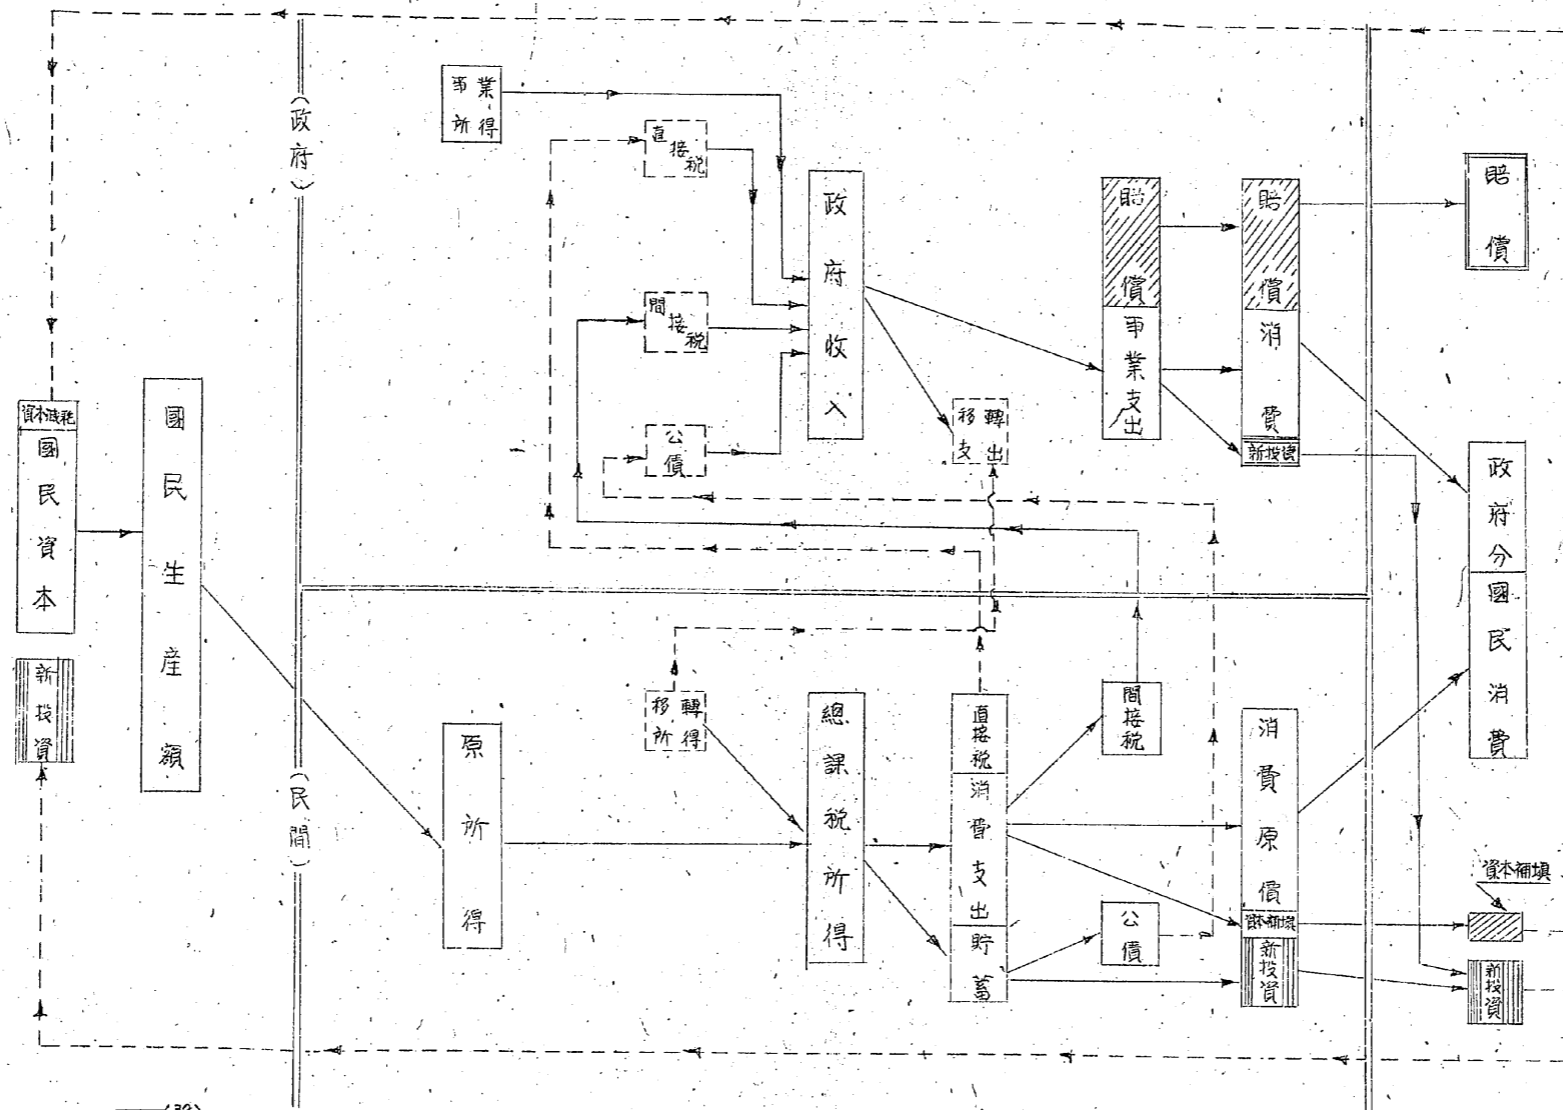 (政府)
事業
所得
直接税
間接税
公債
政府收入
移轉
支出
賠償
事業支出
賠償
消費
新投資
賠償
政府分
國民消費
國民資本
國民生産額
新投資
(民間)
原所得
移轉
所得
總課税所得
直接税
消費支出
貯蓄
間接税
公債
消費原價
資本補塡
新投資
資本補塡
新投資